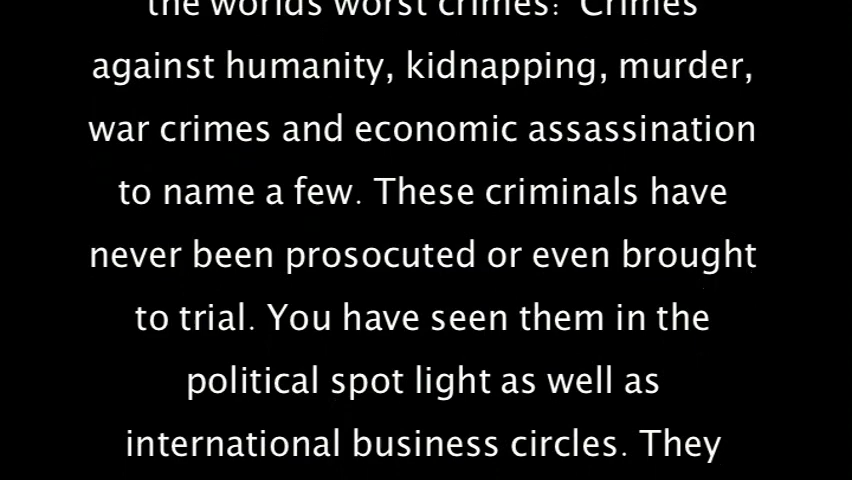 the worlds worst crimes: Crimes
against humanity, kidnapping, murder,
war crimes and economic assassination
to name a few. These criminals have
never been prosocuted or even brought
to trial. You have seen them in the
political spot light as well as
international business circles. They